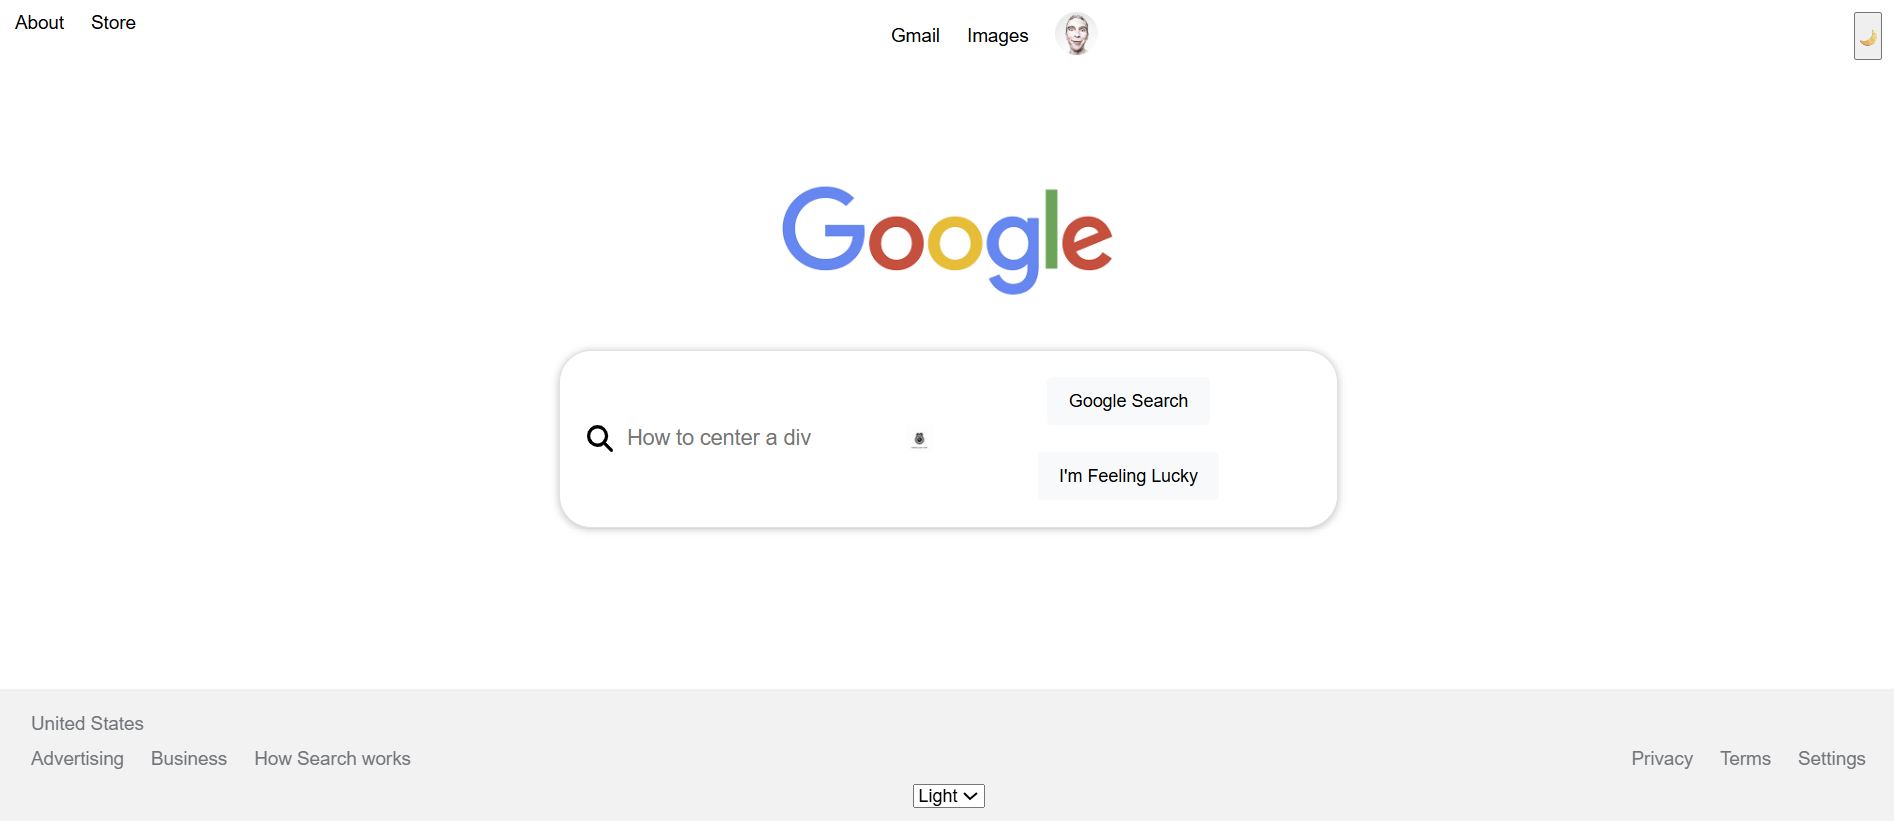 About Store Gmail Images
Google
Google Search
How to center a div
I'm Feeling Lucky
United States
Advertising Business How Search works Privacy Terms Settings
Light